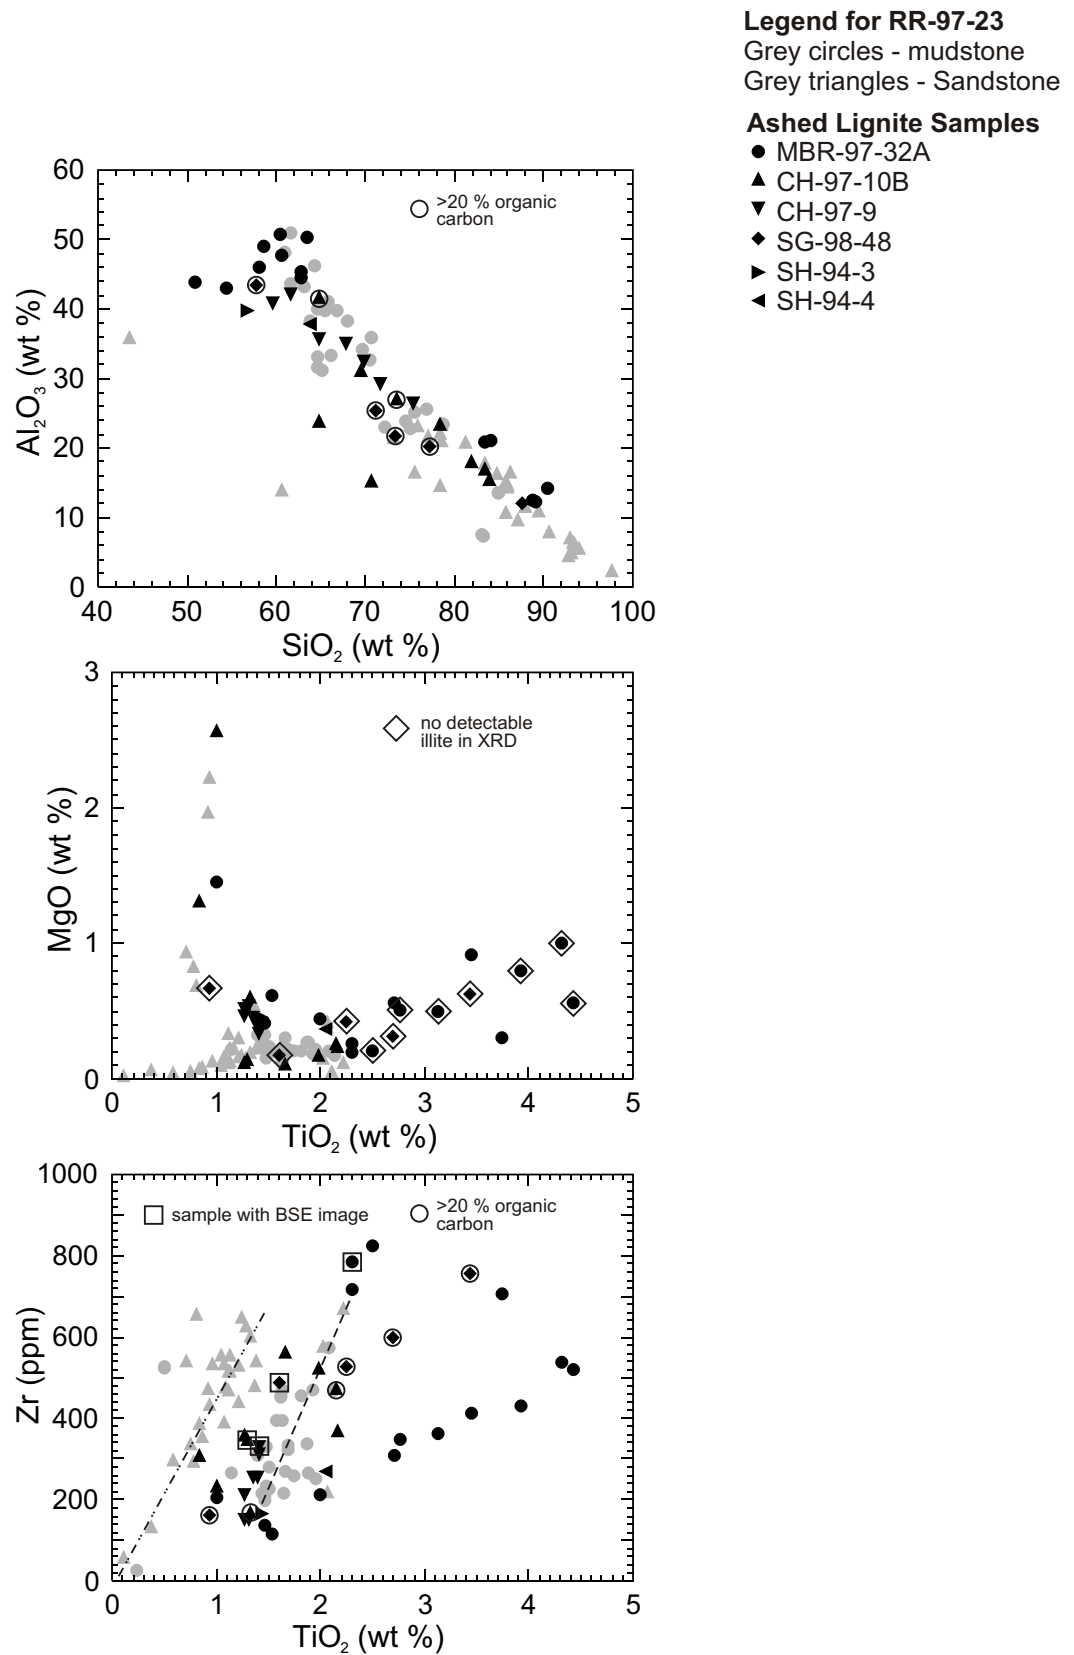 Legend for RR-97-23
Grey circles - mudstone
Grey triangles - Sandstone
Ashed Lignite Samples
MBR-97-32A
CH-97-10B
CH-97-9
SG-98-48
SH-94-3
SH-94-4
60
50
40
30
20
10
0
Al₂O₃ (wt %)
>20 % organic
carbon
40 50 60 70 80 90 100
SiO₂ (wt %)
3
2
1
0
MgO (wt %)
no detectable
illite in XRD
0 1 2 3 4 5
TiO₂ (wt %)
1000
800
600
400
200
0
Zr (ppm)
sample with BSE image
>20 % organic
carbon
0 1 2 3 4 5
TiO₂ (wt %)